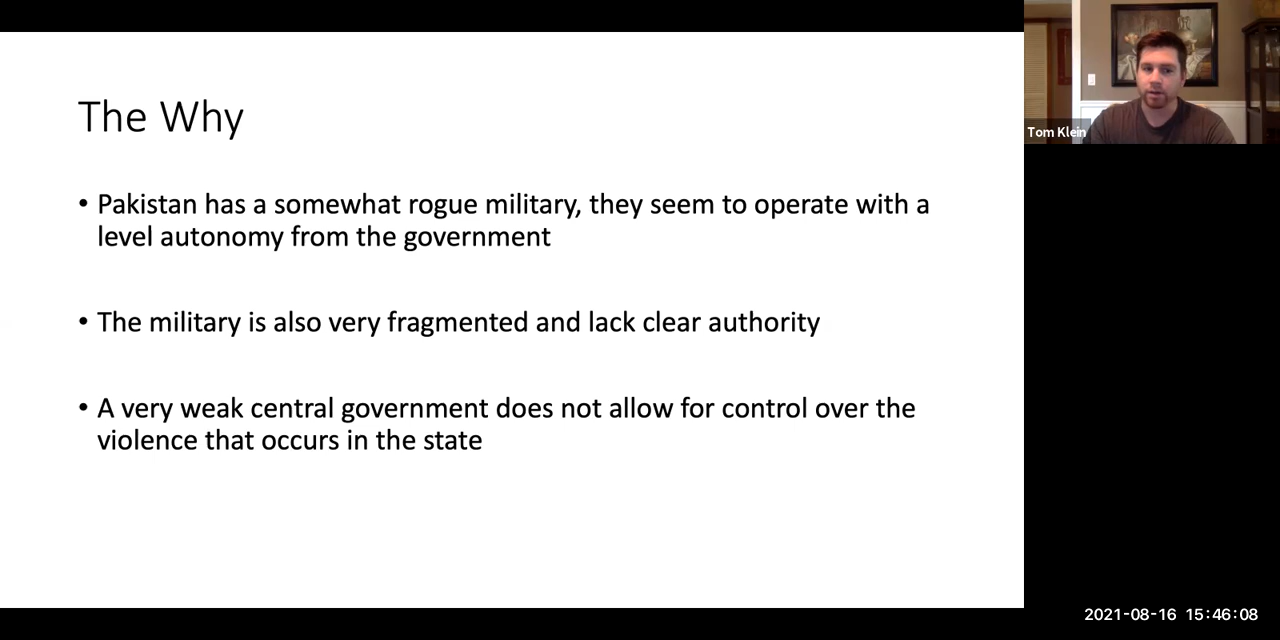 The Why
• Pakistan has a somewhat rogue military, they seem to operate with a
level autonomy from the government
• The military is also very fragmented and lack clear authority
• A very weak central government does not allow for control over the
violence that occurs in the state
Tom Klein
2021-08-16 15:46:08